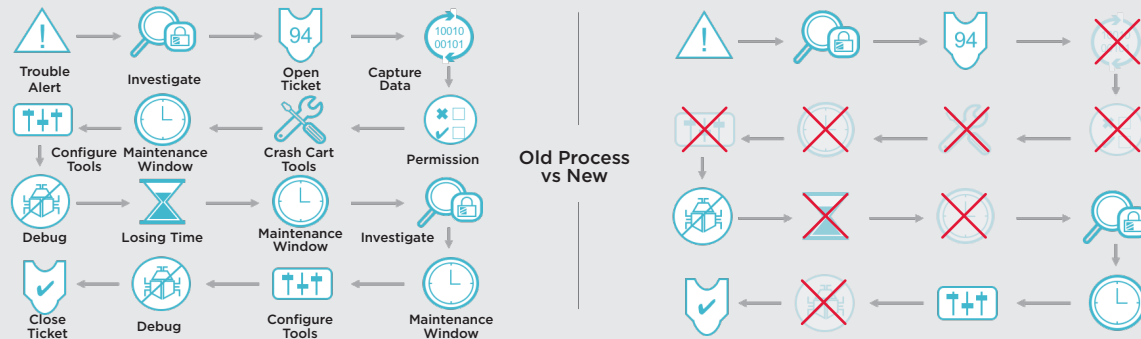 94
10010
00101
Trouble
Alert
Investigate
Open
Ticket
Capture
Data
Configure
Tools
Maintenance
Window
Crash Cart
Tools
Permission
Old Process
vs New
Debug
Losing Time
Maintenance
Window
Investigate
Close
Ticket
Debug
Configure
Tools
Maintenance
Window
94